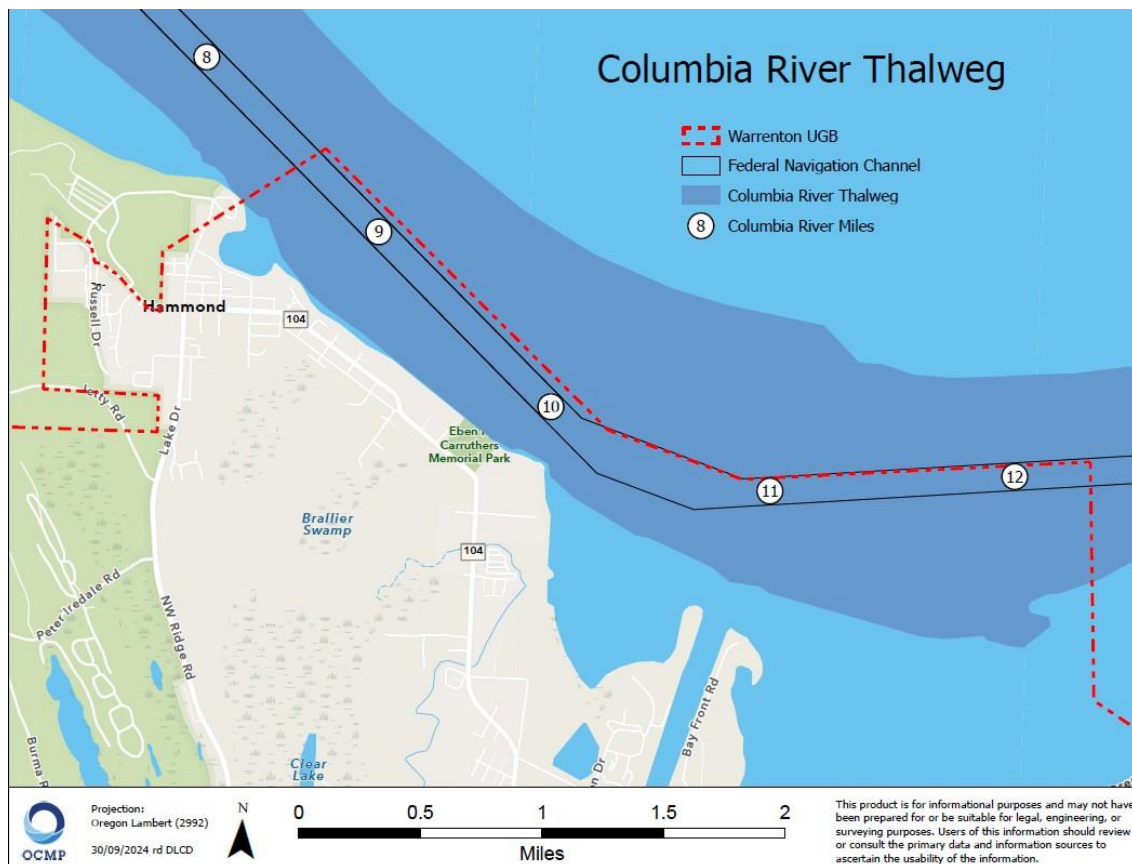 Columbia River Thalweg
Warrenton UGB
Federal Navigation Channel
Columbia River Thalweg
8
Columbia River Miles
8
9
10
11
12
Hammond
104
Russell Dr
Jetty Rd
Lake Dr
Carruthers
Memorial Park
Brallier
Swamp
104
Peter Iredale Rd
NW Ridge Rd
Bay Front Rd
Clear
Lake
OCMP
Projection:
Oregon Lambert (2992)
30/09/2024 rd DLCD
N
0 0.5 1 1.5 2
Miles
This product is for informational purposes and may not have
been prepared for or be suitable for legal, engineering, or
surveying purposes. Users of this information should review
or consult the primary data and information sources to
ascertain the usability of the information.